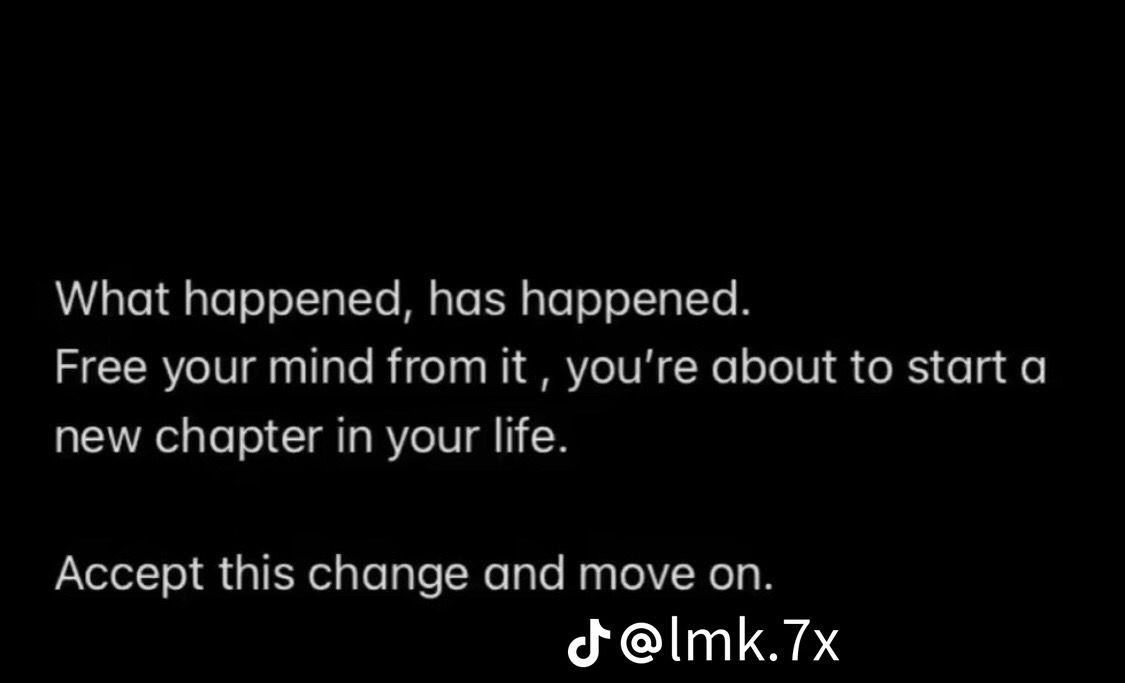 What happened, has happened.
Free your mind from it , you’re about to start a
new chapter in your life.
Accept this change and move on.
@lmk.7x